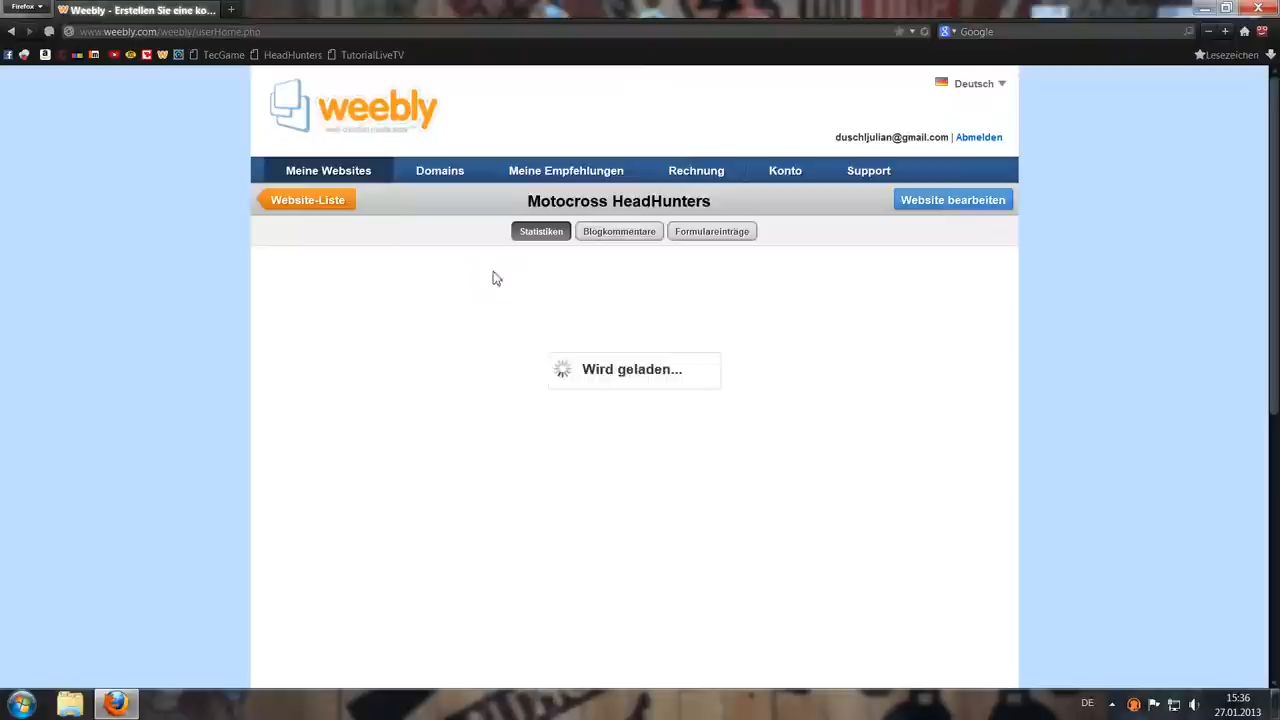 Firefox
Weebly - Erstellen Sie eine ko...
www.weebly.com/weebly/userHome.php
Google
TecGame
HeadHunters
TutorialLiveTV
Lesezeichen
weebly
Deutsch
duschljulian@gmail.com | Abmelden
Meine Websites
Domains
Meine Empfehlungen
Rechnung
Konto
Support
Website-Liste
Motocross HeadHunters
Website bearbeiten
Statistiken
Blogkommentare
Formulareinträge
Wird geladen...
DE
15:36
27.01.2013